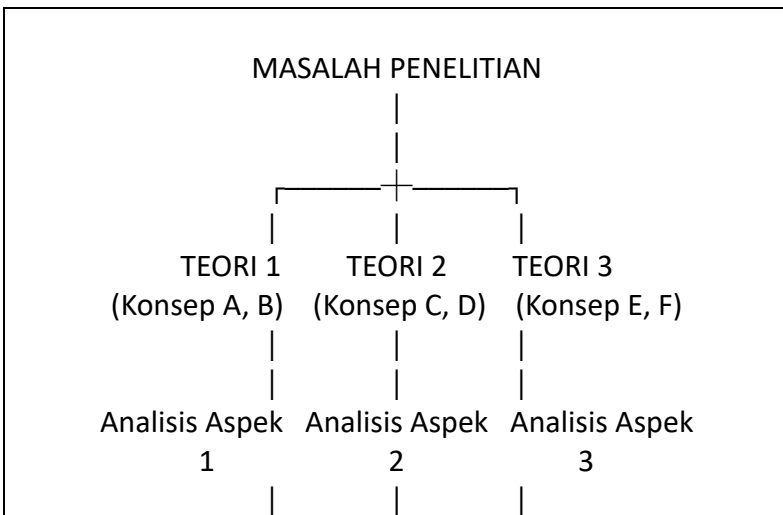 MASALAH PENELITIAN
|
|
┌──────┼──────┐
| | |
TEORI 1 TEORI 2 TEORI 3
(Konsep A, B) (Konsep C, D) (Konsep E, F)
| | |
| | |
Analisis Aspek Analisis Aspek Analisis Aspek
1 2 3
| | |